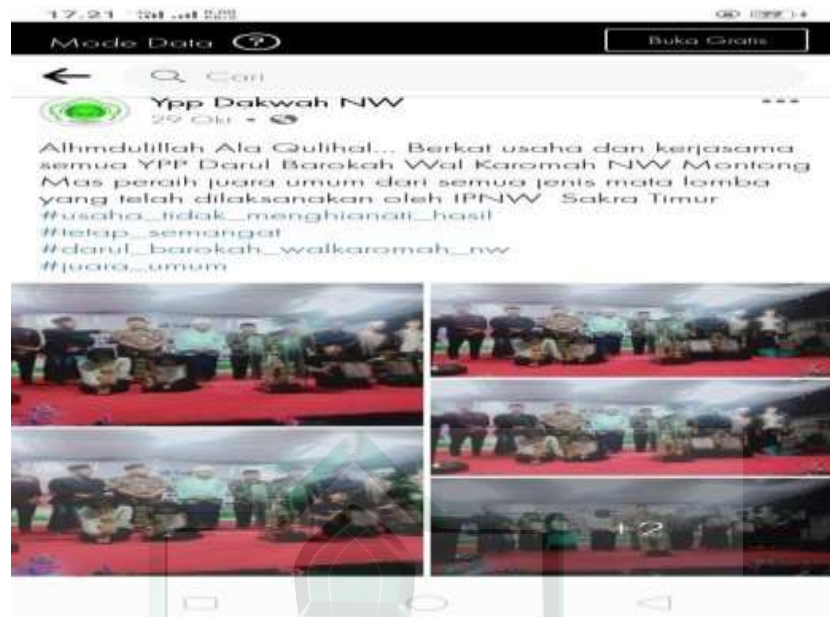 17.21
Mode Data ?
Buka Gratis
Cari
Ypp Dakwah NW
29 Okt
Alhmdulillah Ala Qulihal... Berkat usaha dan kerjasama
semua YPP Darul Barokah Wal Karomah NW Montong
Mas peraih juara umum dari semua jenis mata lomba
yang telah dilaksanakan oleh IPNW Sakra Timur
#usaha_tidak_menghianati_hasil
#tetap_semangat
#darul_barokah_walkaromah_nw
#juara_umum
+2